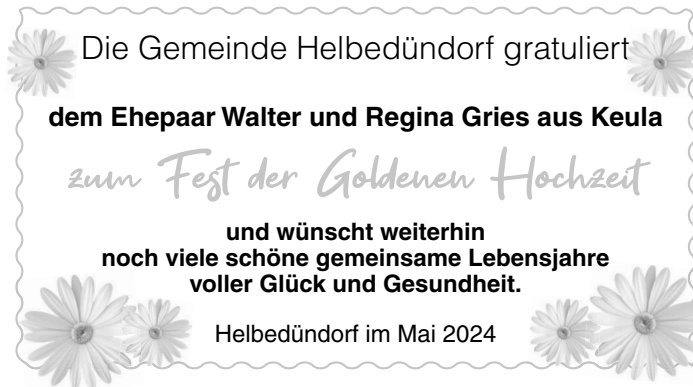 Die Gemeinde Helbedündorf gratuliert
dem Ehepaar Walter und Regina Gries aus Keula
zum Fest der Goldenen Hochzeit
und wünscht weiterhin
noch viele schöne gemeinsame Lebensjahre
voller Glück und Gesundheit.
Helbedündorf im Mai 2024